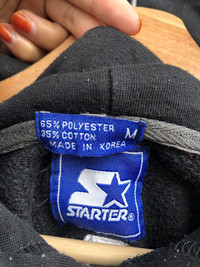 65% POLYESTER
35% COTTON M
MADE IN KOREA
STARTER®